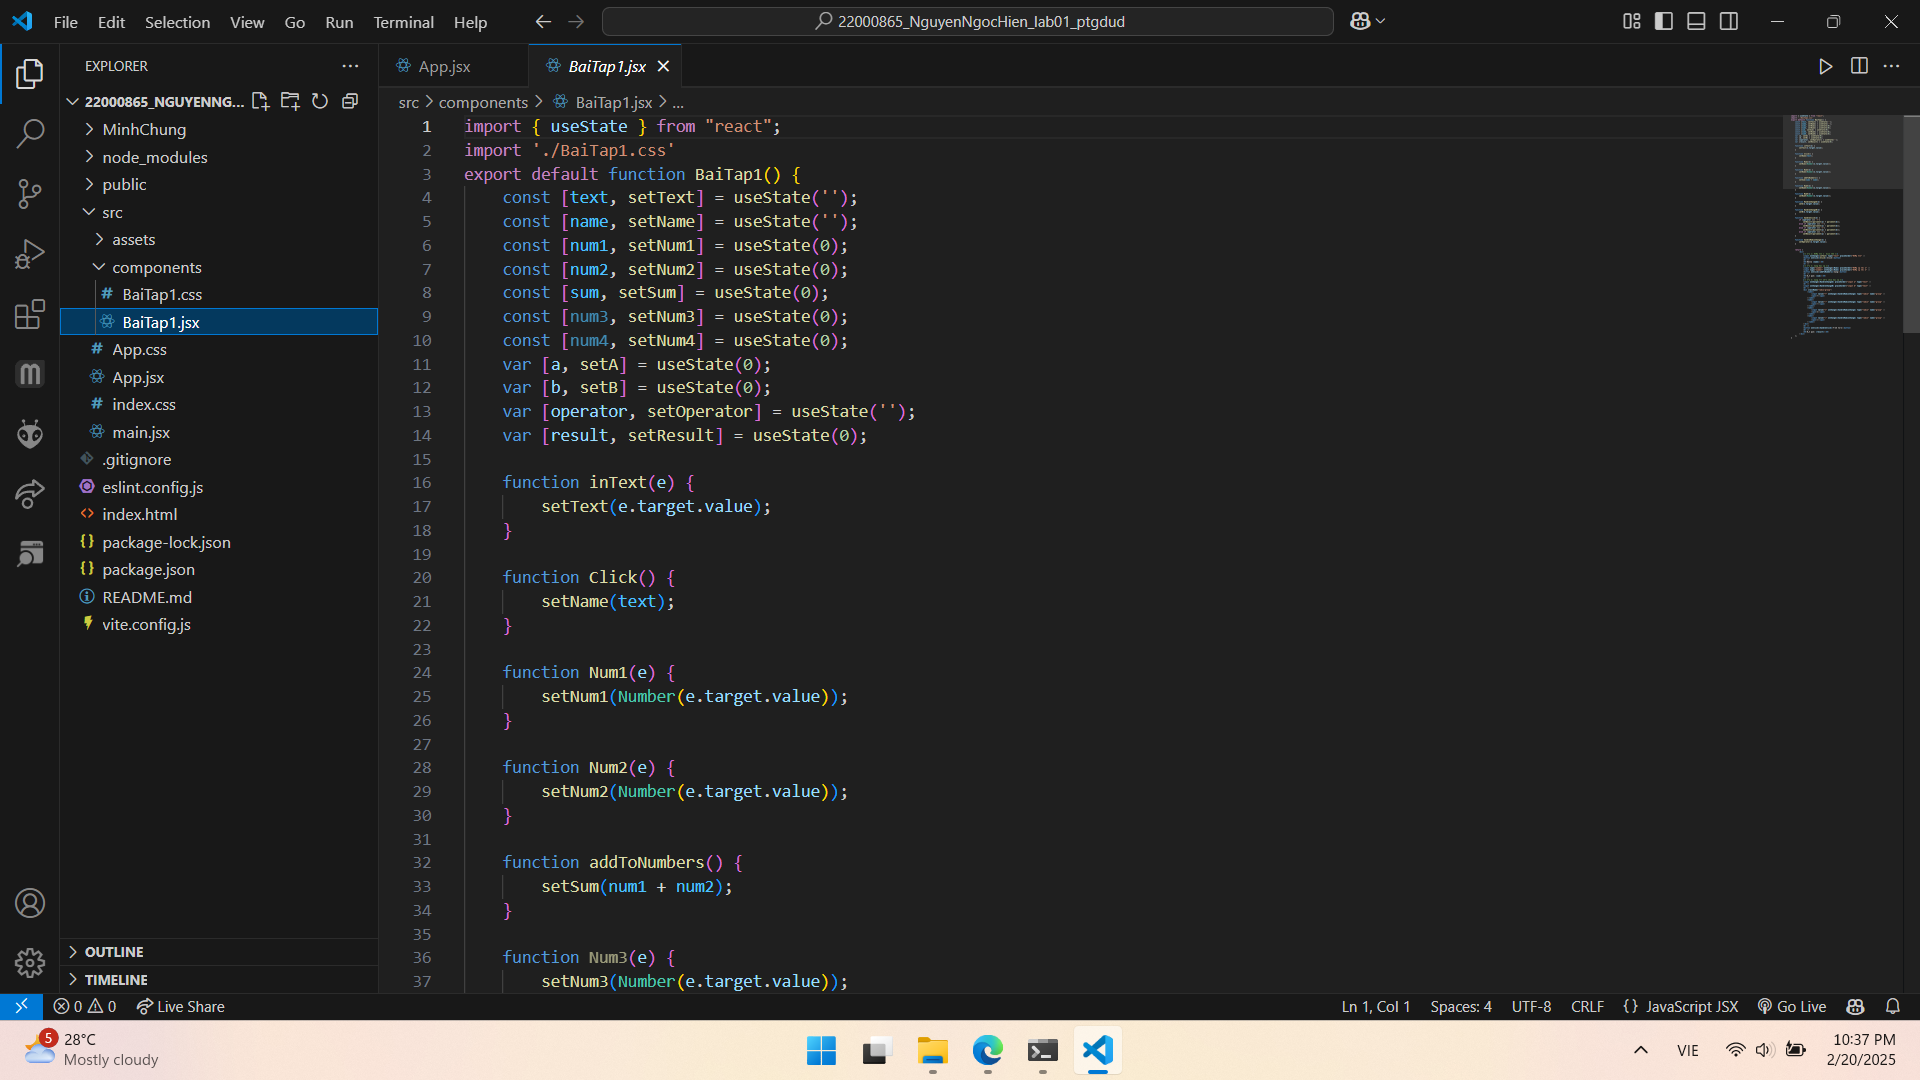 File Edit Selection View Go Run Terminal Help
22000865_NguyenNgocHien_lab01_ptgdud
EXPLORER
22000865_NGUYENNG...
MinhChung
node_modules
public
src
assets
components
# BaiTap1.css
BaiTap1.jsx
# App.css
App.jsx
# index.css
main.jsx
.gitignore
eslint.config.js
<> index.html
{} package-lock.json
{} package.json
README.md
vite.config.js
OUTLINE
TIMELINE
App.jsx
BaiTap1.jsx
src > components > BaiTap1.jsx > ...
1 import { useState } from "react";
2 import './BaiTap1.css'
3 export default function BaiTap1() {
4 const [text, setText] = useState('');
5 const [name, setName] = useState('');
6 const [num1, setNum1] = useState(0);
7 const [num2, setNum2] = useState(0);
8 const [sum, setSum] = useState(0);
9 const [num3, setNum3] = useState(0);
10 const [num4, setNum4] = useState(0);
11 var [a, setA] = useState(0);
12 var [b, setB] = useState(0);
13 var [operator, setOperator] = useState('');
14 var [result, setResult] = useState(0);
15
16 function inText(e) {
17 setText(e.target.value);
18 }
19
20 function Click() {
21 setName(text);
22 }
23
24 function Num1(e) {
25 setNum1(Number(e.target.value));
26 }
27
28 function Num2(e) {
29 setNum2(Number(e.target.value));
30 }
31
32 function addToNumbers() {
33 setSum(num1 + num2);
34 }
35
36 function Num3(e) {
37 setNum3(Number(e.target.value));
0 0 Live Share
Ln 1, Col 1 Spaces: 4 UTF-8 CRLF {} JavaScript JSX Go Live
5
28°C
Mostly cloudy
VIE
10:37 PM
2/20/2025